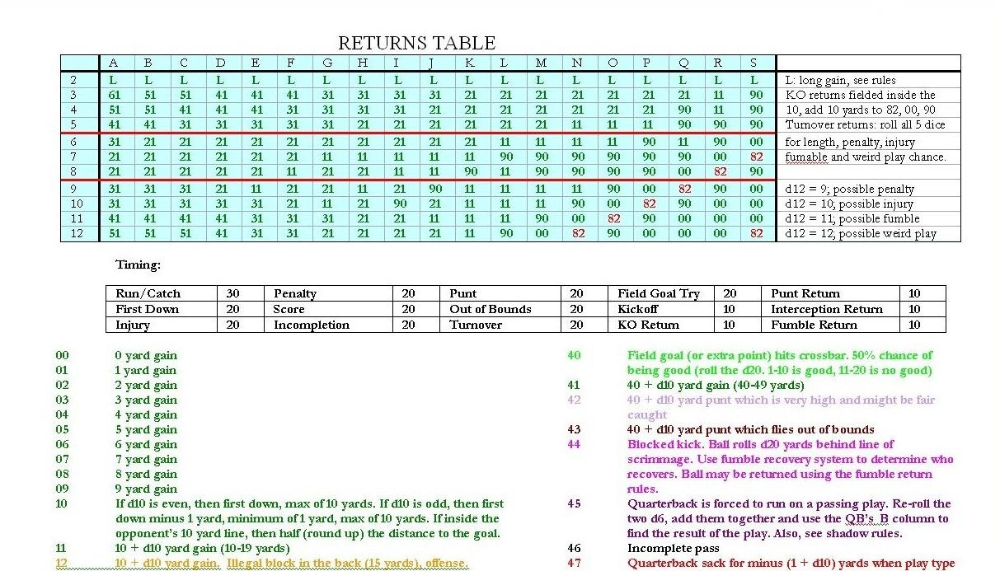 RETURNS TABLE
A B C D E F G H I J K L M N O P Q R S
2 L L L L L L L L L L L L L L L L L L L L: long gain, see rules
3 61 51 51 41 41 41 31 31 31 31 21 21 21 21 21 21 21 11 90 KO returns fielded inside the
4 51 51 41 41 41 31 31 31 31 21 21 21 21 21 21 21 90 11 90 10, add 10 yards to 82, 00, 90
5 41 41 31 31 31 31 31 21 21 21 21 21 21 11 11 11 90 90 90 Turnover returns: roll all 5 dice
6 31 21 21 21 21 21 21 21 21 21 21 11 11 11 11 90 11 90 00 for length, penalty, injury
7 21 21 21 21 21 21 11 11 11 11 11 90 90 90 90 90 90 00 82 fumable and weird play chance.
8 21 21 21 21 21 11 21 21 11 11 90 11 90 90 90 90 00 82 90
9 31 31 31 21 11 21 21 11 21 90 11 11 11 11 90 00 82 90 00 d12 = 9; possible penalty
10 31 31 31 31 31 21 11 21 90 21 11 11 11 90 00 82 90 00 00 d12 = 10; possible injury
11 41 41 41 41 31 31 31 21 21 11 11 11 90 00 82 90 00 00 00 d12 = 11; possible fumble
12 51 51 51 41 31 31 21 21 21 21 11 90 00 82 90 00 00 00 82 d12 = 12; possible weird play
Timing:
Run/Catch 30 Penalty 20 Punt 20 Field Goal Try 20 Punt Return 10
First Down 20 Score 20 Out of Bounds 20 Kickoff 10 Interception Return 10
Injury 20 Incompletion 20 Turnover 20 KO Return 10 Fumble Return 10
00 0 yard gain
01 1 yard gain
02 2 yard gain
03 3 yard gain
04 4 yard gain
05 5 yard gain
06 6 yard gain
07 7 yard gain
08 8 yard gain
09 9 yard gain
10 If d10 is even, then first down, max of 10 yards. If d10 is odd, then first
down minus 1 yard, minimum of 1 yard, max of 10 yards. If inside the
opponent's 10 yard line, then half (round up) the distance to the goal.
11 10 + d10 yard gain (10-19 yards)
12 10 + d10 yard gain. Illegal block in the back (15 yards), offense.
40 Field goal (or extra point) hits crossbar. 50% chance of
being good (roll the d20. 1-10 is good, 11-20 is no good)
41 40 + d10 yard gain (40-49 yards)
42 40 + d10 yard punt which is very high and might be fair
caught
43 40 + d10 yard punt which flies out of bounds
44 Blocked kick. Ball rolls d20 yards behind line of
scrimmage. Use fumble recovery system to determine who
recovers. Ball may be returned using the fumble return
rules.
45 Quarterback is forced to run on a passing play. Re-roll the
two d6, add them together and use the QB's B column to
find the result of the play. Also, see shadow rules.
46 Incomplete pass
47 Quarterback sack for minus (1 + d10) yards when play type